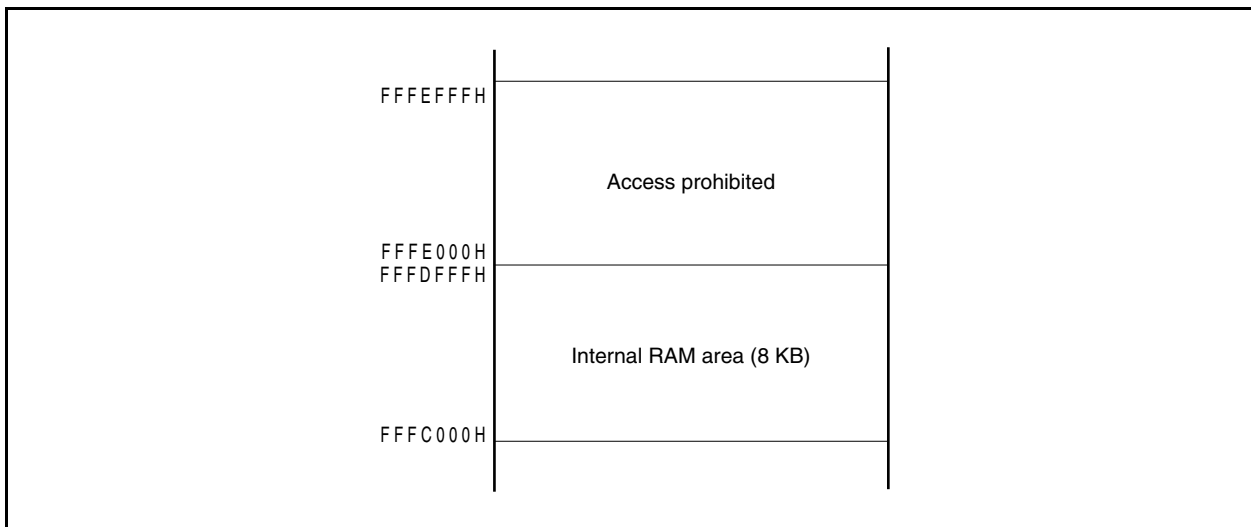 FFFEFFFH
Access prohibited
FFFE000H
FFFDFFFH
Internal RAM area (8 KB)
FFFC000H